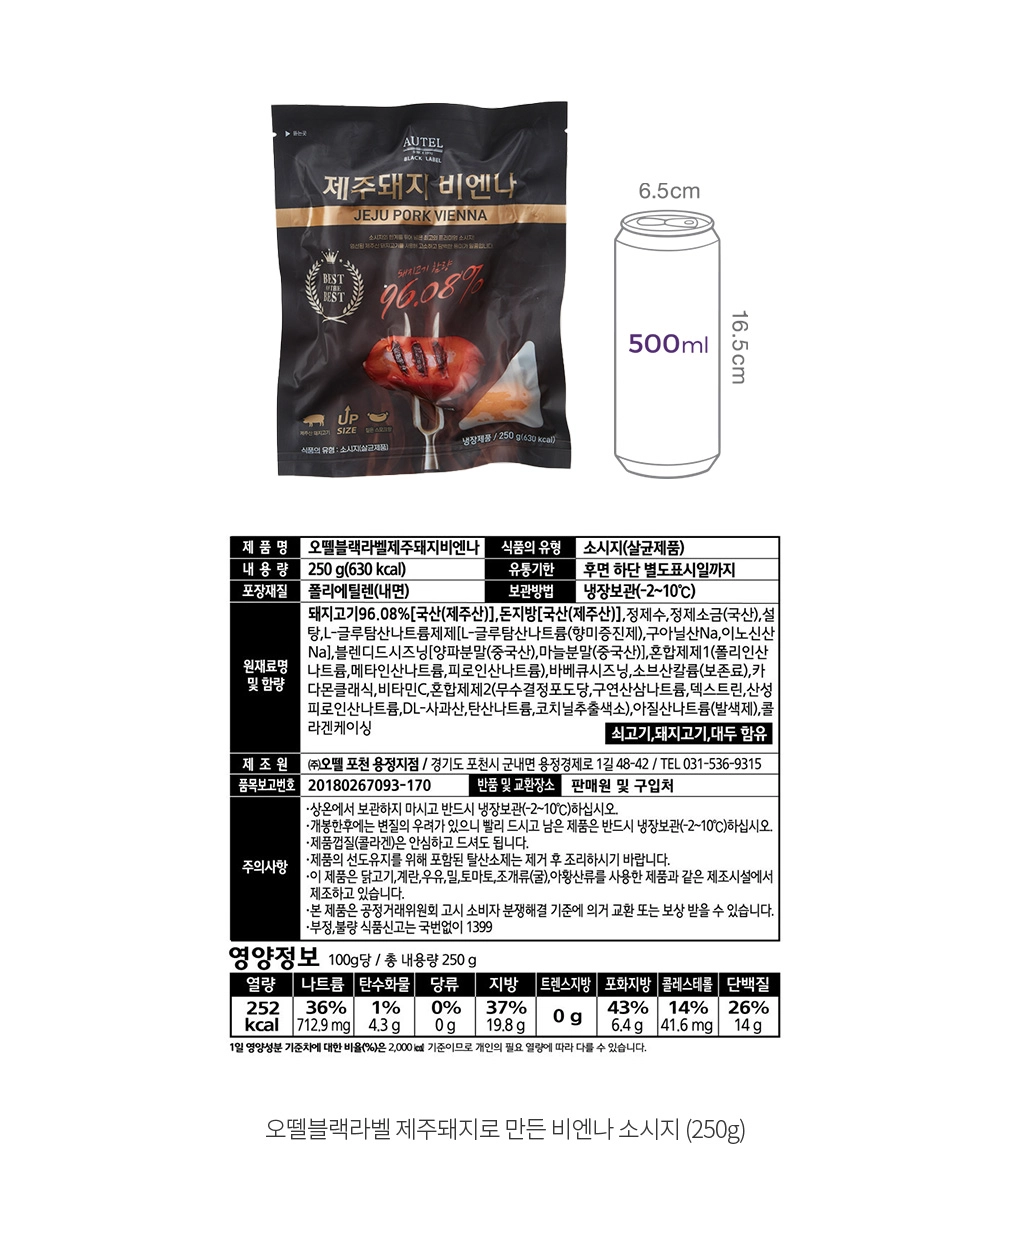 ▶ 뜯는곳
AUTEL
BLACK LABEL
제주돼지 비엔나
JEJU PORK VIENNA
BEST
OF THE
BEST
돼지고기 함량
96.08%
UP
SIZE
제주산 돼지고기
냉장제품 / 250 g(630 kcal)
식품의 유형 : 소시지(살균제품)
6.5cm
500ml
16.5cm
제 품 명 오뗄블랙라벨제주돼지비엔나 식품의 유형 소시지(살균제품)
내 용 량 250 g(630 kcal) 유통기한 후면 하단 별도표시일까지
포장재질 폴리에틸렌(내면) 보관방법 냉장보관(-2~10℃)
원재료명
및 함량
돼지고기96.08%[국산(제주산)],돈지방[국산(제주산)],정제수,정제소금(국산),설
탕,L-글루탐산나트륨제제[L-글루탐산나트륨(향미증진제),구아닐산Na,이노신산
Na],블렌디드시즈닝[양파분말(중국산),마늘분말(중국산)],혼합제제1(폴리인산
나트륨,메타인산나트륨,피로인산나트륨),바베큐시즈닝,소브산칼륨(보존료),카
다몬클래식,비타민C,혼합제제2(무수결정포도당,구연산삼나트륨,덱스트린,산성
피로인산나트륨,DL-사과산,탄산나트륨,코치닐추출색소),아질산나트륨(발색제),콜
라겐케이싱
쇠고기,돼지고기,대두 함유
제 조 원 ㈜오뗄 포천 용정지점 / 경기도 포천시 군내면 용정경제로 1길 48-42 / TEL 031-536-9315
품목보고번호 20180267093-170 반품 및 교환장소 판매원 및 구입처
주의사항
·상온에서 보관하지 마시고 반드시 냉장보관(-2~10℃)하십시오.
·개봉한후에는 변질의 우려가 있으니 빨리 드시고 남은 제품은 반드시 냉장보관(-2~10℃)하십시오.
·제품껍질(콜라겐)은 안심하고 드셔도 됩니다.
·제품의 선도유지를 위해 포함된 탈산소제는 제거 후 조리하시기 바랍니다.
·이 제품은 닭고기,계란,우유,밀,토마토,조개류(굴),아황산류를 사용한 제품과 같은 제조시설에서
제조하고 있습니다.
·본 제품은 공정거래위원회 고시 소비자 분쟁해결 기준에 의거 교환 또는 보상 받을 수 있습니다.
·부정,불량 식품신고는 국번없이 1399
영양정보 100g당 / 총 내용량 250 g
열량 나트륨 탄수화물 당류 지방 트랜스지방 포화지방 콜레스테롤 단백질
252 36% 1% 0% 37% 0 g 43% 14% 26%
kcal 712.9 mg 4.3 g 0 g 19.8 g 6.4 g 41.6 mg 14 g
1일 영양성분 기준치에 대한 비율(%)은 2,000 ㎉ 기준이므로 개인의 필요 열량에 따라 다를 수 있습니다.
오뗄블랙라벨 제주돼지로 만든 비엔나 소시지 (250g)